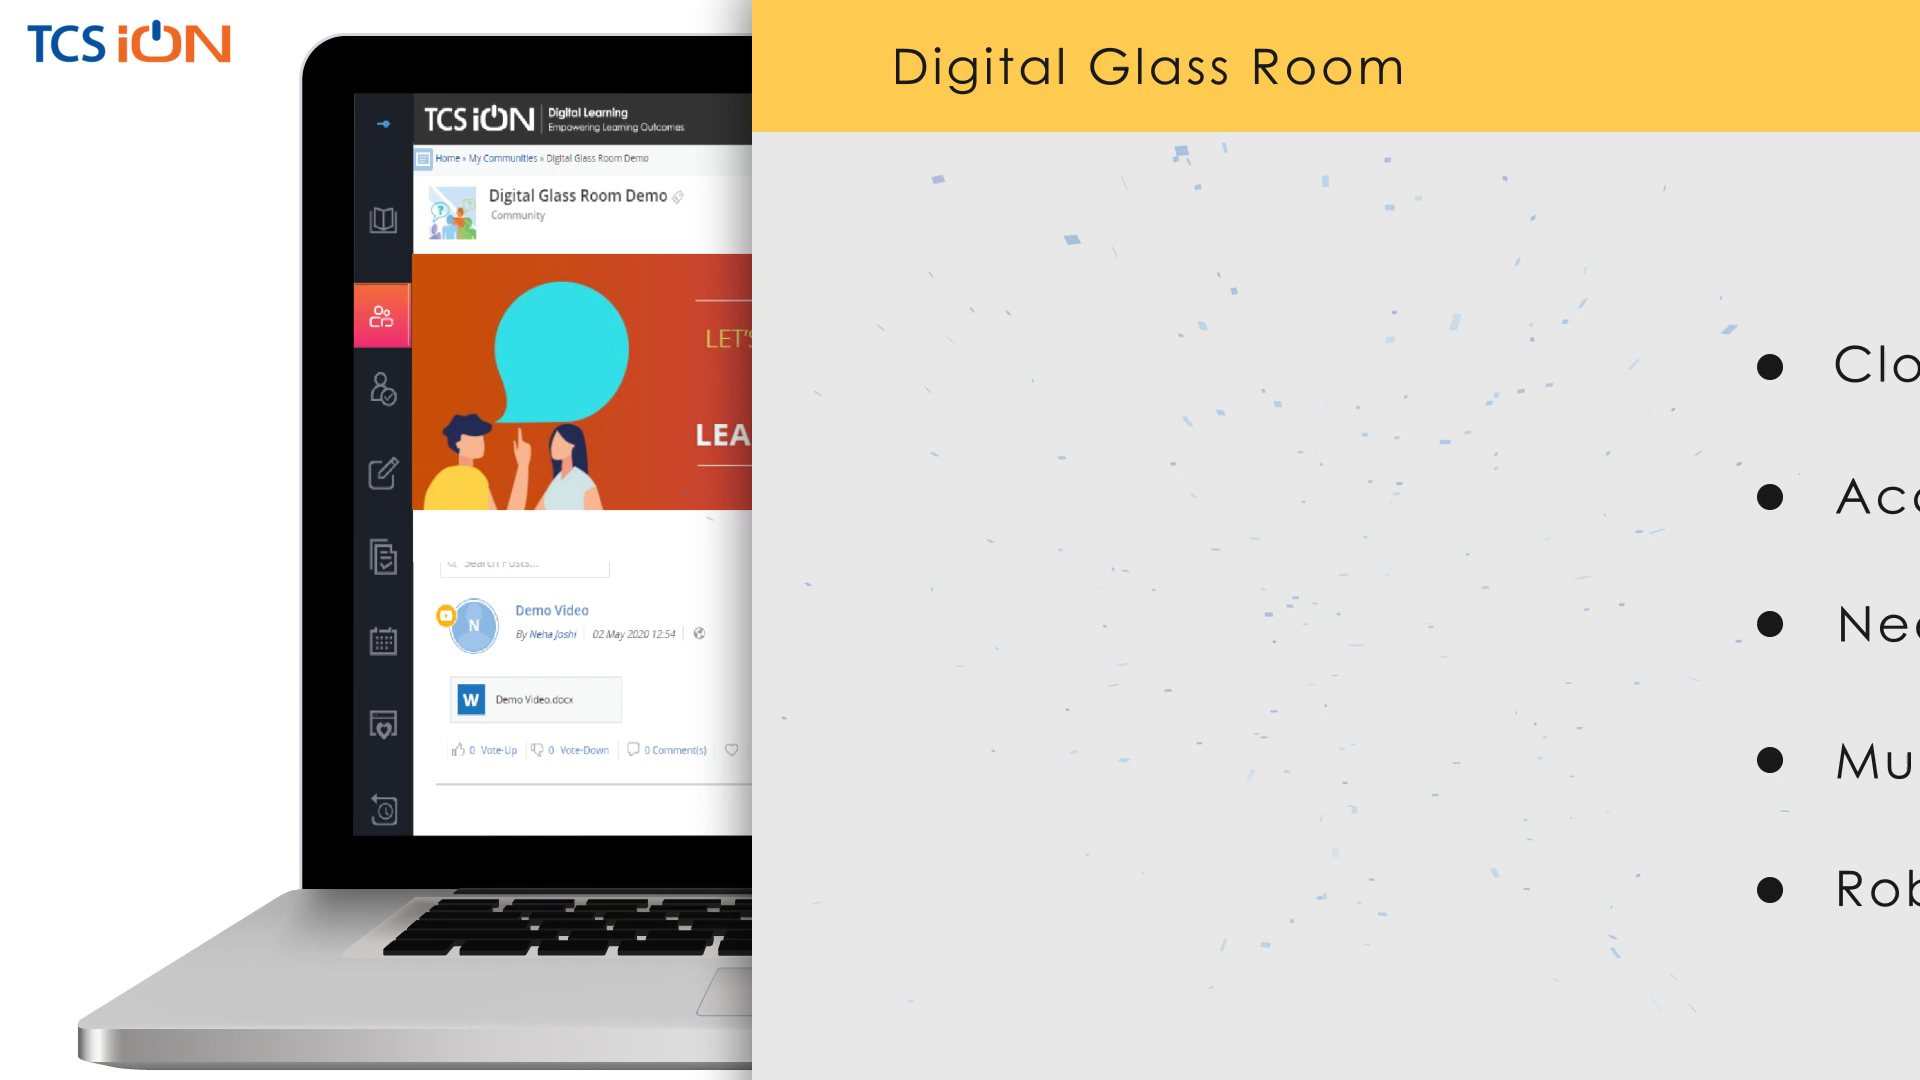 TCS iON
Digital Glass Room
TCS iON Digital Learning
Empowering Learning Outcomes
Home » My Communities » Digital Glass Room Demo
Digital Glass Room Demo
Community
LET'S
LEA
Search Posts...
N
Demo Video
By Neha Joshi 02 May 2020 12:54
W Demo Video.docx
0 Vote-Up 0 Vote-Down 0 Comment(s)
Clo
Acc
Nee
Mu
Rob